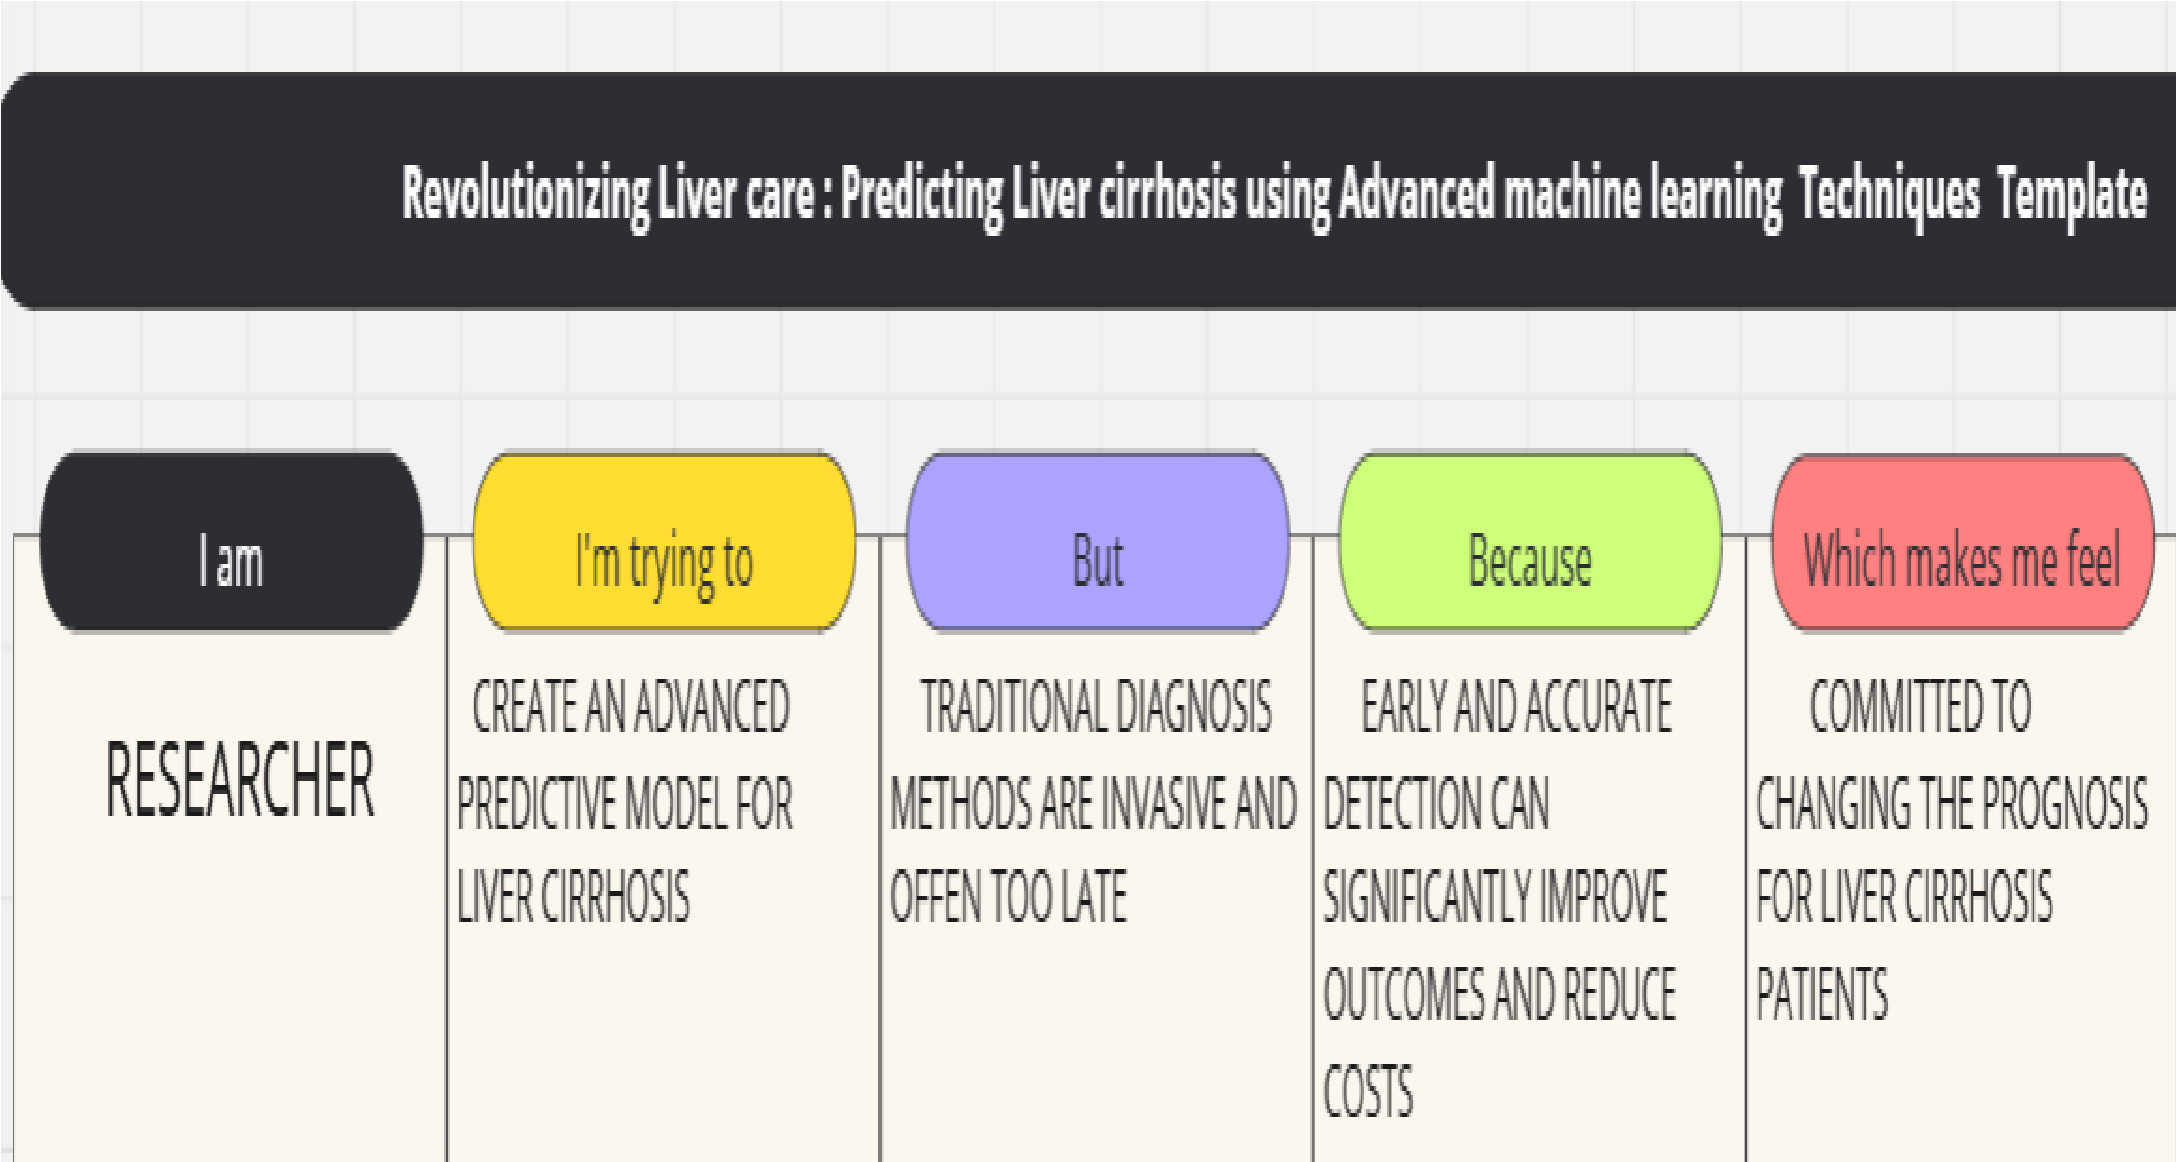 Revolutionizing Liver care : Predicting Liver cirrhosis using Advanced machine learning Techniques Template
I am
RESEARCHER
I'm trying to
CREATE AN ADVANCED
PREDICTIVE MODEL FOR
LIVER CIRRHOSIS
But
TRADITIONAL DIAGNOSIS
METHODS ARE INVASIVE AND
OFFEN TOO LATE
Because
EARLY AND ACCURATE
DETECTION CAN
SIGNIFICANTLY IMPROVE
OUTCOMES AND REDUCE
COSTS
Which makes me feel
COMMITTED TO
CHANGING THE PROGNOSIS
FOR LIVER CIRRHOSIS
PATIENTS